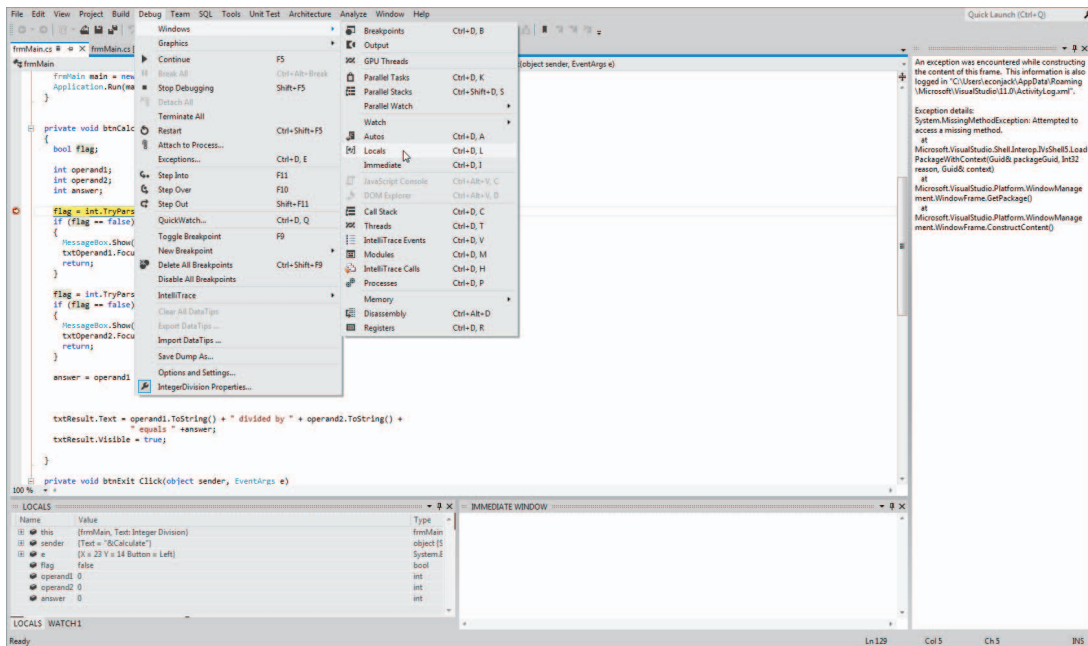 File Edit View Project Build Debug Team SQL Tools Unit Test Architecture Analyze Window Help
Quick Launch (Ctrl+Q)
frmMain.cs
frmMain.cs [
frmMain
(object sender, EventArgs e)
frmMain main = new
Application.Run(ma
}
private void btnCalc
{
bool flag;
int operand1;
int operand2;
int answer;
flag = int.TryPars
if (flag == false)
{
MessageBox.Show(
txtOperand1.Focu
return;
}
flag = int.TryPars
if (flag == false)
{
MessageBox.Show(
txtOperand2.Focu
return;
}
answer = operand1
txtResult.Text = operand1.ToString() + " divided by " + operand2.ToString() +
" equals " +answer;
txtResult.Visible = true;
}
private void btnExit Click(object sender, EventArgs e)
100 %
Windows
Graphics
Continue F5
Break All Ctrl+Alt+Break
Stop Debugging Shift+F5
Detach All
Terminate All
Restart Ctrl+Shift+F5
Attach to Process...
Exceptions... Ctrl+D, E
Step Into F11
Step Over F10
Step Out Shift+F11
QuickWatch... Ctrl+D, Q
Toggle Breakpoint F9
New Breakpoint
Delete All Breakpoints Ctrl+Shift+F9
Disable All Breakpoints
IntelliTrace
Clear All DataTips
Export DataTips ...
Import DataTips ...
Save Dump As...
Options and Settings...
IntegerDivision Properties...
Breakpoints Ctrl+D, B
Output
GPU Threads
Parallel Tasks Ctrl+D, K
Parallel Stacks Ctrl+Shift+D, S
Parallel Watch
Watch
Autos Ctrl+D, A
Locals Ctrl+D, L
Immediate Ctrl+D, I
JavaScript Console Ctrl+Alt+V, C
DOM Explorer Ctrl+Alt+V, D
Call Stack Ctrl+D, C
Threads Ctrl+D, T
IntelliTrace Events Ctrl+D, V
Modules Ctrl+D, M
IntelliTrace Calls Ctrl+D, H
Processes Ctrl+D, P
Memory
Disassembly Ctrl+Alt+D
Registers Ctrl+D, R
An exception was encountered while constructing
the content of this frame. This information is also
logged in "C:\Users\econjack\AppData\Roaming
\Microsoft\VisualStudio\11.0\ActivityLog.xml".
Exception details:
System.MissingMethodException: Attempted to
access a missing method.
at
Microsoft.VisualStudio.Shell.Interop.IVsShell5.Load
PackageWithContext(Guid& packageGuid, Int32
reason, Guid& context)
at
Microsoft.VisualStudio.Platform.WindowManage
ment.WindowFrame.GetPackage()
at
Microsoft.VisualStudio.Platform.WindowManage
ment.WindowFrame.ConstructContent()
LOCALS
Name Value Type
this {frmMain, Text: Integer Division} frmMain
sender {Text = "&Calculate"} object {S
e {X = 23 Y = 14 Button = Left} System.E
flag false bool
operand1 0 int
operand2 0 int
answer 0 int
LOCALS WATCH1
IMMEDIATE WINDOW
Ready Ln 129 Col 5 Ch 5 INS